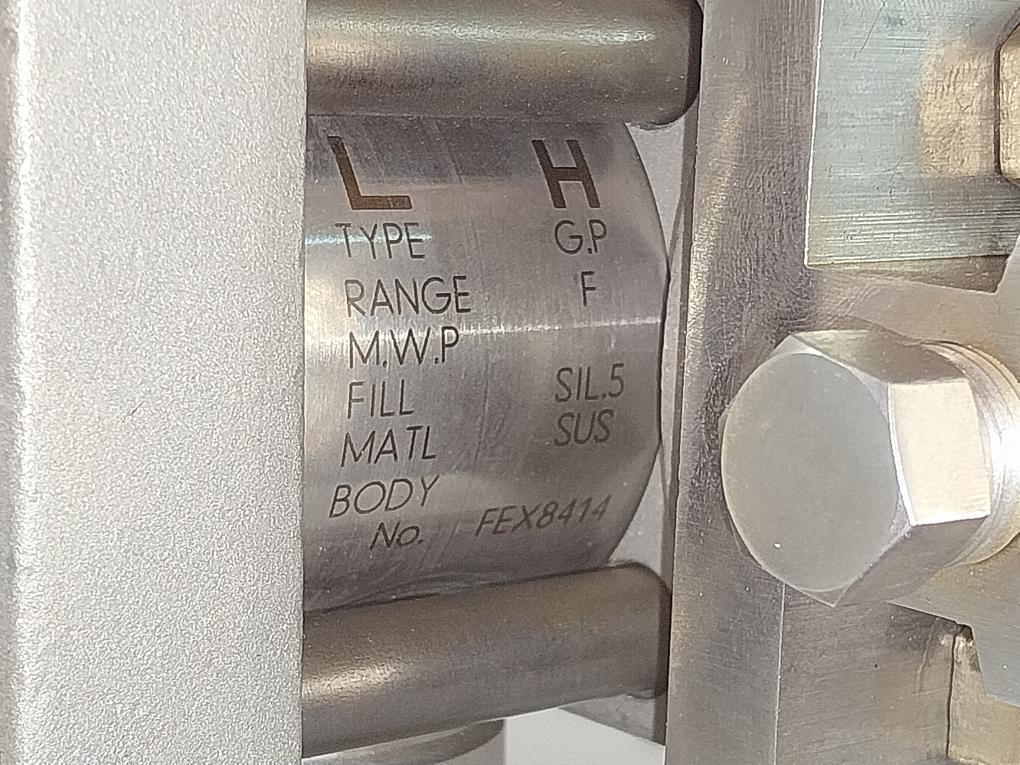 L H
TYPE G.P
RANGE F
M.W.P
FILL SIL.5
MATL SUS
BODY
No. FEX8414